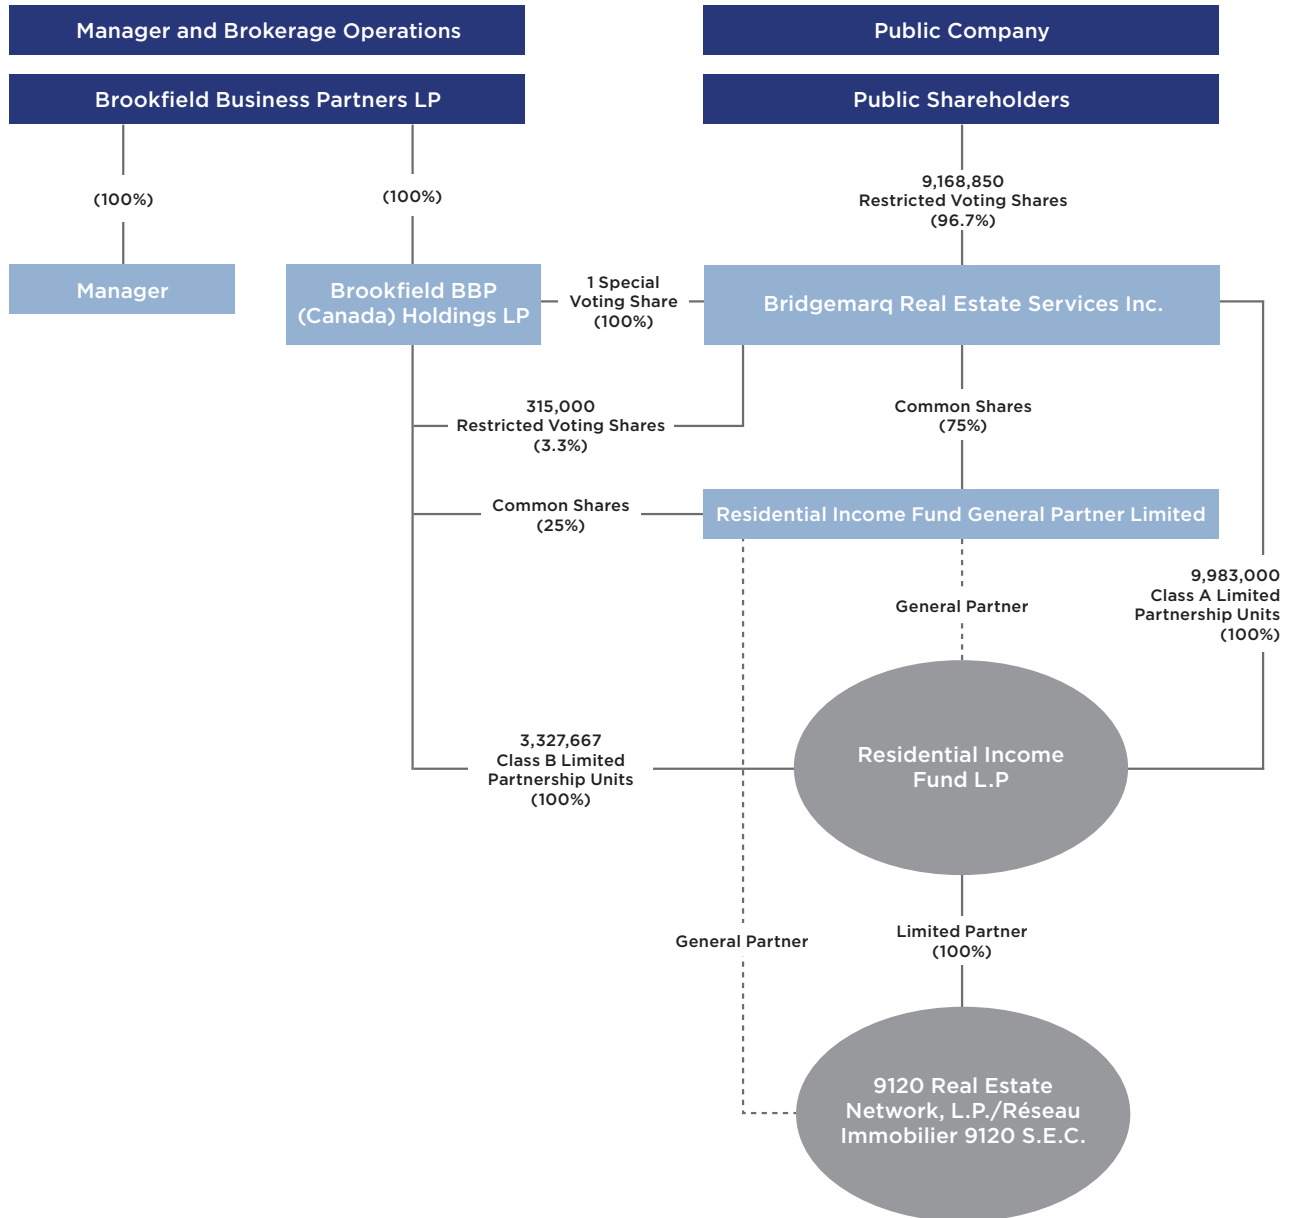 Manager and Brokerage Operations
Public Company
Brookfield Business Partners LP
Public Shareholders
(100%)
(100%)
9,168,850
Restricted Voting Shares
(96.7%)
Manager
Brookfield BBP
(Canada) Holdings LP
1 Special
Voting Share
(100%)
Bridgemarq Real Estate Services Inc.
315,000
Restricted Voting Shares
(3.3%)
Common Shares
(75%)
Common Shares
(25%)
Residential Income Fund General Partner Limited
General Partner
9,983,000
Class A Limited
Partnership Units
(100%)
3,327,667
Class B Limited
Partnership Units
(100%)
Residential Income
Fund L.P
General Partner
Limited Partner
(100%)
9120 Real Estate
Network, L.P./Réseau
Immobilier 9120 S.E.C.